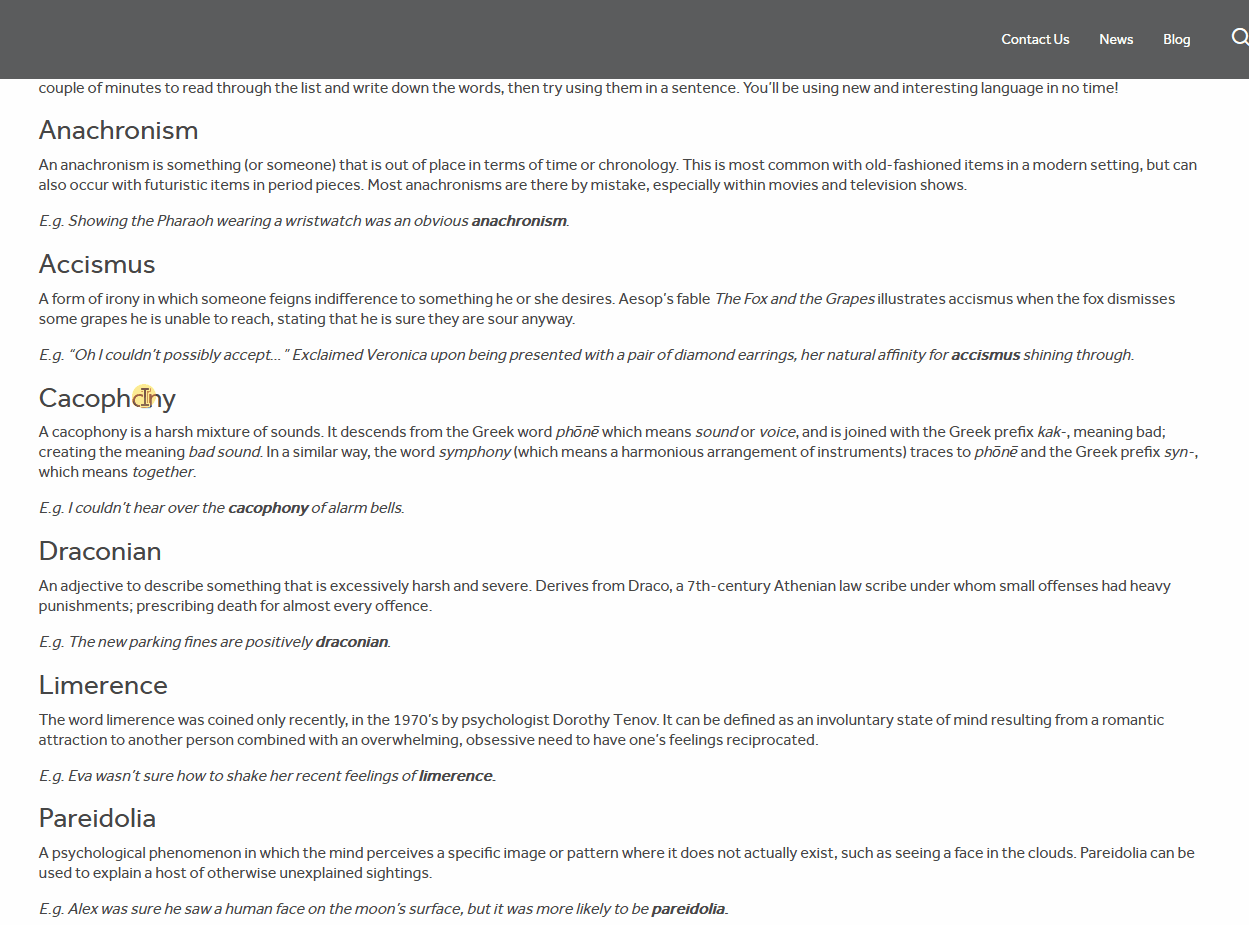 Contact Us News Blog
couple of minutes to read through the list and write down the words, then try using them in a sentence. You’ll be using new and interesting language in no time!
Anachronism
An anachronism is something (or someone) that is out of place in terms of time or chronology. This is most common with old-fashioned items in a modern setting, but can
also occur with futuristic items in period pieces. Most anachronisms are there by mistake, especially within movies and television shows.
E.g. Showing the Pharaoh wearing a wristwatch was an obvious anachronism.
Accismus
A form of irony in which someone feigns indifference to something he or she desires. Aesop’s fable The Fox and the Grapes illustrates accismus when the fox dismisses
some grapes he is unable to reach, stating that he is sure they are sour anyway.
E.g. “Oh I couldn’t possibly accept…” Exclaimed Veronica upon being presented with a pair of diamond earrings, her natural affinity for accismus shining through.
Cacophony
A cacophony is a harsh mixture of sounds. It descends from the Greek word phōnē which means sound or voice, and is joined with the Greek prefix kak-, meaning bad;
creating the meaning bad sound. In a similar way, the word symphony (which means a harmonious arrangement of instruments) traces to phōnē and the Greek prefix syn-,
which means together.
E.g. I couldn’t hear over the cacophony of alarm bells.
Draconian
An adjective to describe something that is excessively harsh and severe. Derives from Draco, a 7th-century Athenian law scribe under whom small offenses had heavy
punishments; prescribing death for almost every offence.
E.g. The new parking fines are positively draconian.
Limerence
The word limerence was coined only recently, in the 1970’s by psychologist Dorothy Tenov. It can be defined as an involuntary state of mind resulting from a romantic
attraction to another person combined with an overwhelming, obsessive need to have one’s feelings reciprocated.
E.g. Eva wasn’t sure how to shake her recent feelings of limerence.
Pareidolia
A psychological phenomenon in which the mind perceives a specific image or pattern where it does not actually exist, such as seeing a face in the clouds. Pareidolia can be
used to explain a host of otherwise unexplained sightings.
E.g. Alex was sure he saw a human face on the moon’s surface, but it was more likely to be pareidolia.